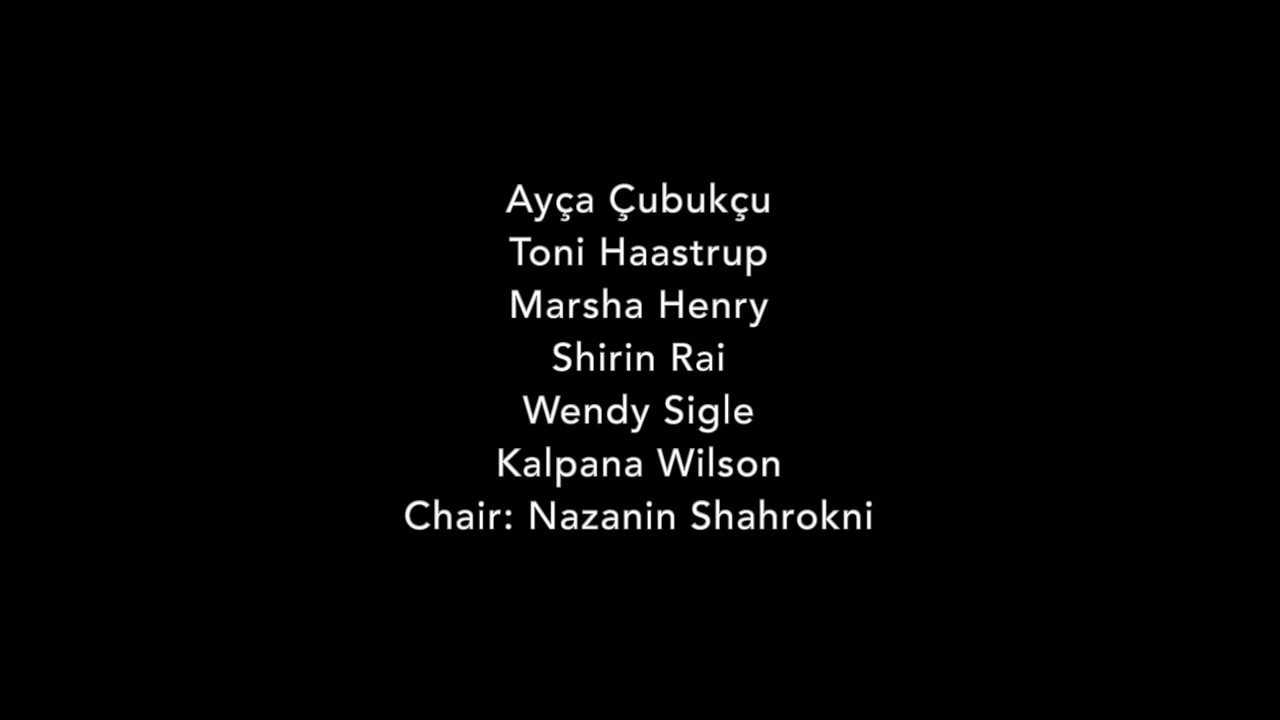 Ayça Çubukçu
Toni Haastrup
Marsha Henry
Shirin Rai
Wendy Sigle
Kalpana Wilson
Chair: Nazanin Shahrokni